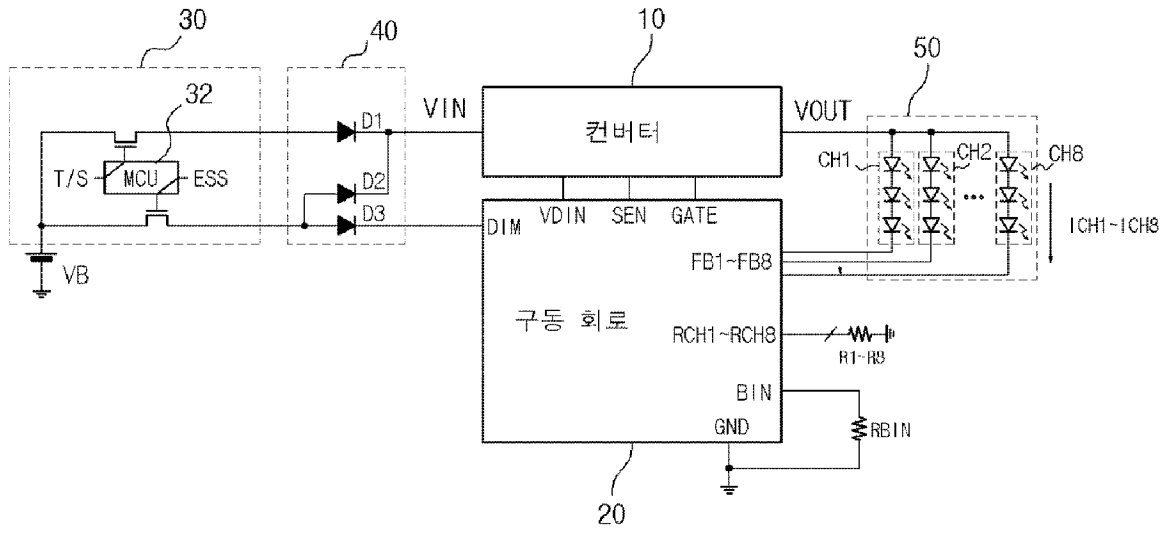 30
40
10
50
32
D1
VIN
컨버터
VOUT
CH1
CH2
CH8
T/S
MCU
ESS
D2
D3
VDIN
SEN
GATE
DIM
ICH1~ICH8
VB
FB1~FB8
구동 회로
RCH1~RCH8
R1~R8
BIN
GND
RBIN
20